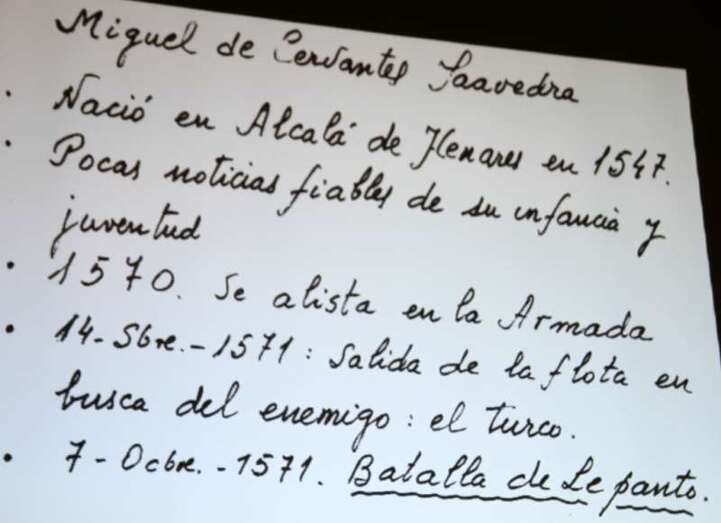 Miguel de Cervantes Saavedra
· Nació en Alcalá de Henares en 1547.
· Pocas noticias fiables de su infancia y
juventud
· 1570. Se alista en la Armada
· 14-Sbre.-1571: Salida de la flota en
busca del enemigo: el turco.
· 7-Ocbre.-1571. Batalla de Lepanto.